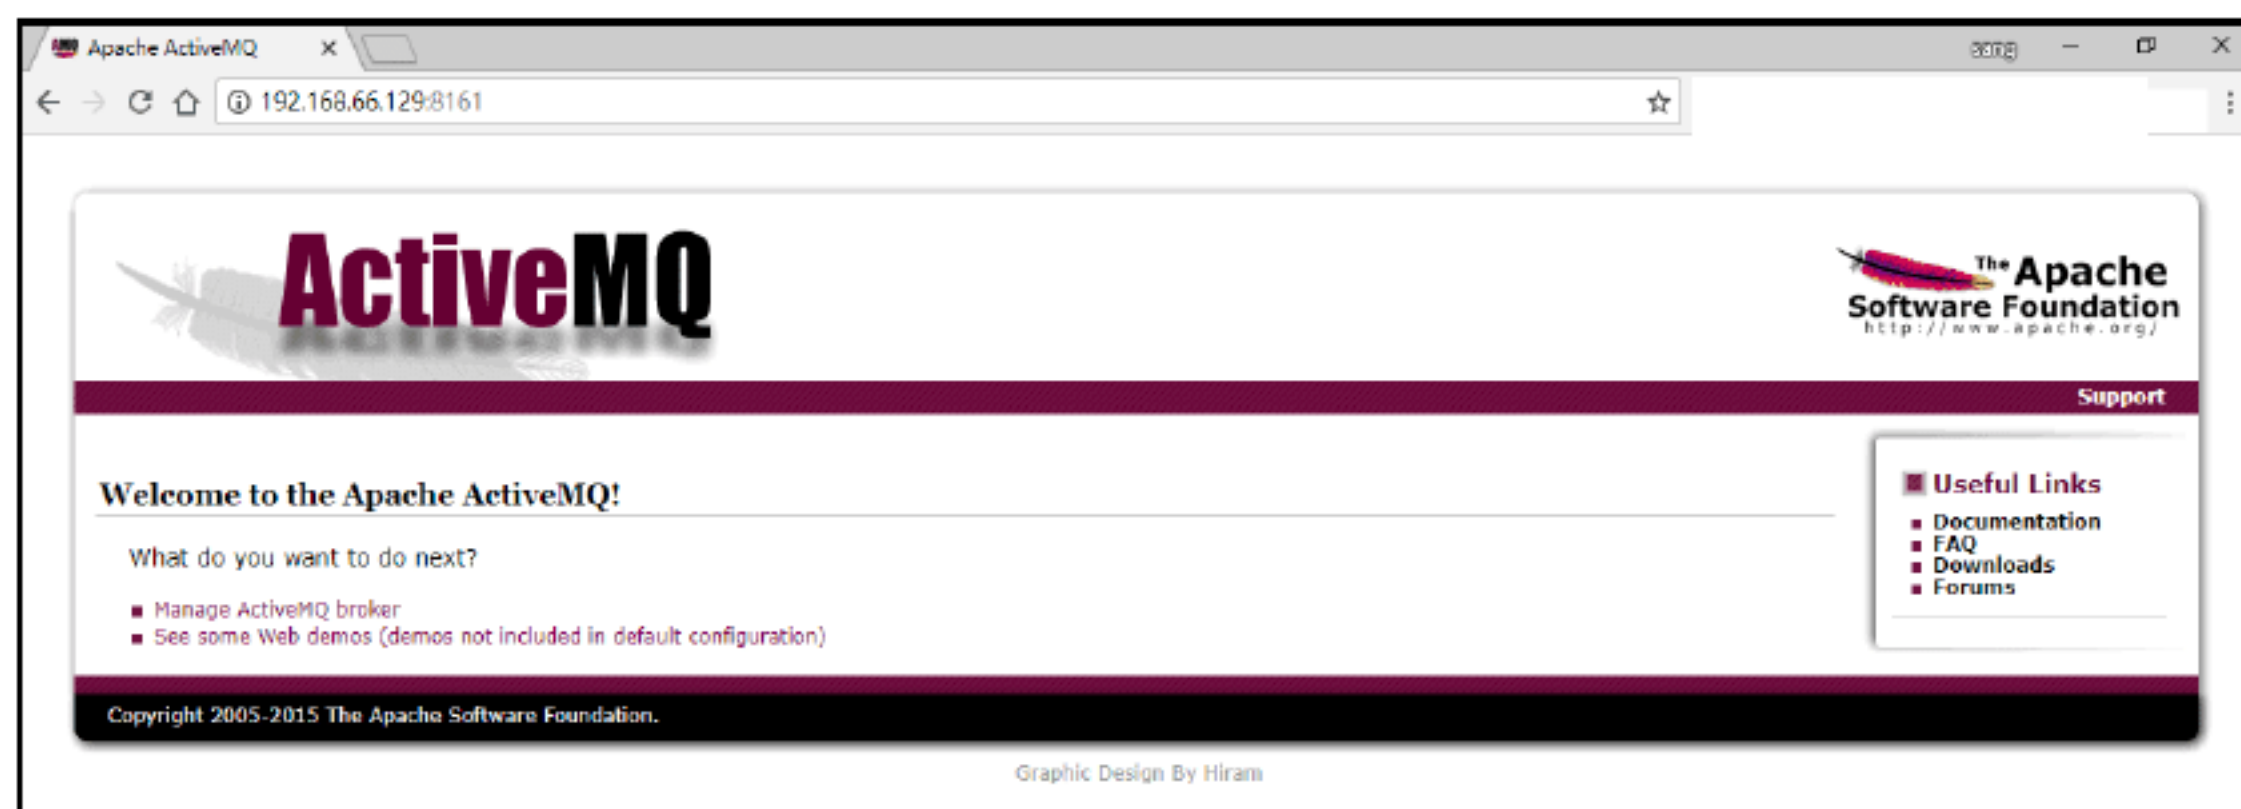 Apache ActiveMQ
sang
192.168.66.129:8161
ActiveMQ
The Apache
Software Foundation
http://www.apache.org/
Support
Welcome to the Apache ActiveMQ!
What do you want to do next?
Manage ActiveMQ broker
See some Web demos (demos not included in default configuration)
Useful Links
Documentation
FAQ
Downloads
Forums
Copyright 2005-2015 The Apache Software Foundation.
Graphic Design By Hiram